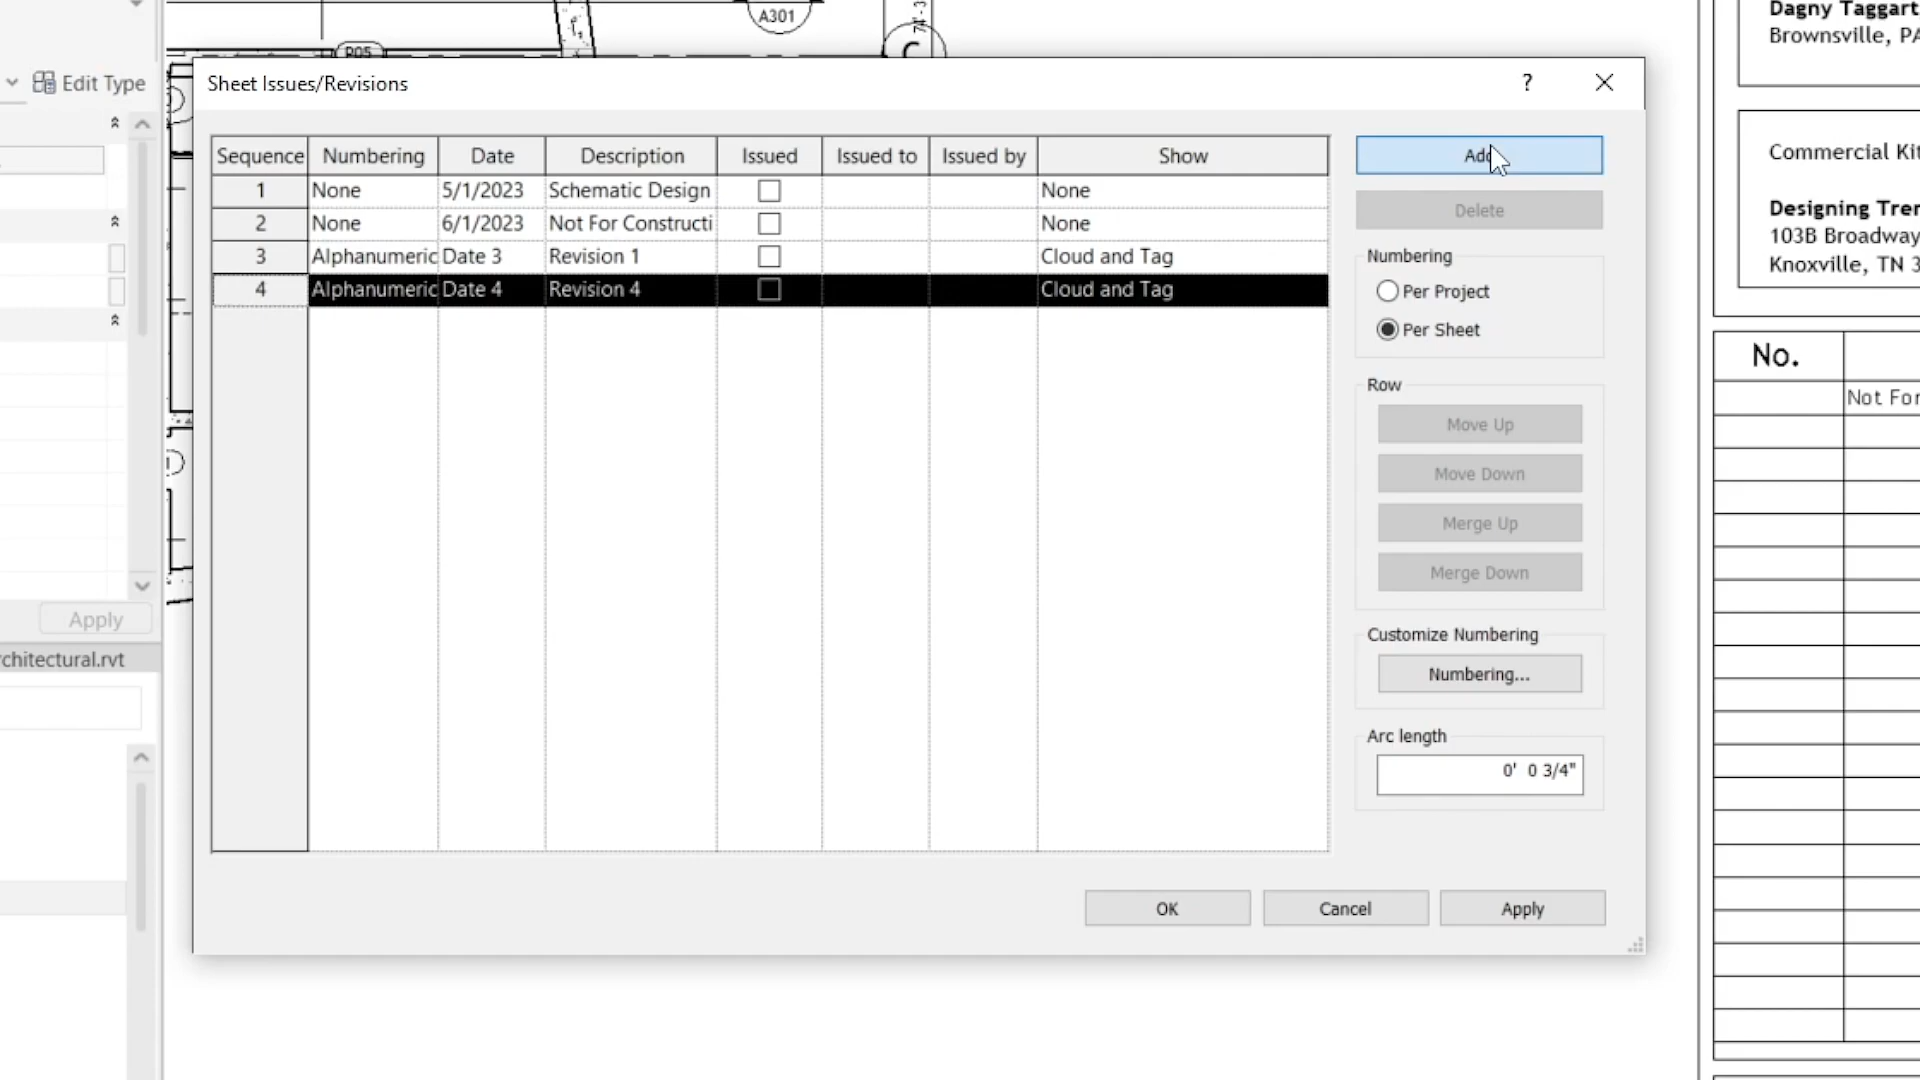 Dagny Taggart
Brownsville, PA
A301
C
Edit Type
Sheet Issues/Revisions
?
Sequence Numbering Date Description Issued Issued to Issued by Show
1 None 5/1/2023 Schematic Design None
2 None 6/1/2023 Not For Constructi None
3 Alphanumeric Date 3 Revision 1 Cloud and Tag
4 Alphanumeric Date 4 Revision 4 Cloud and Tag
Add
Delete
Numbering
Per Project
Per Sheet
Row
Move Up
Move Down
Merge Up
Merge Down
Customize Numbering
Numbering...
Arc length
0' 0 3/4"
OK Cancel Apply
Apply
rchitectural.rvt
Commercial Kit
Designing Tren
103B Broadway
Knoxville, TN 3
No.
Not For